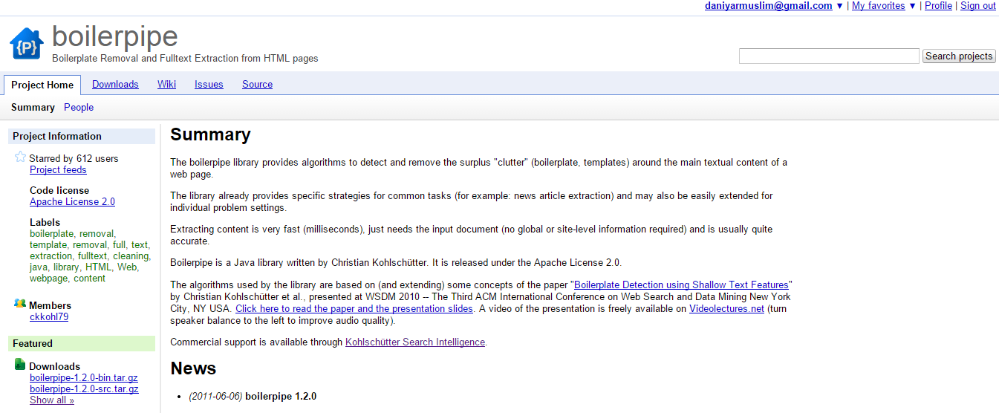 daniyarmuslim@gmail.com ▼ | My favorites ▼ | Profile | Sign out
{P}
boilerpipe
Boilerplate Removal and Fulltext Extraction from HTML pages
Search projects
Project Home Downloads Wiki Issues Source
Summary People
Project Information
Starred by 612 users
Project feeds
Code license
Apache License 2.0
Labels
boilerplate, removal,
template, removal, full, text,
extraction, fulltext, cleaning,
java, library, HTML, Web,
webpage, content
Members
ckkohl79
Featured
Downloads
boilerpipe-1.2.0-bin.tar.gz
boilerpipe-1.2.0-src.tar.gz
Show all »
Summary
The boilerpipe library provides algorithms to detect and remove the surplus "clutter" (boilerplate, templates) around the main textual content of a
web page.
The library already provides specific strategies for common tasks (for example: news article extraction) and may also be easily extended for
individual problem settings.
Extracting content is very fast (milliseconds), just needs the input document (no global or site-level information required) and is usually quite
accurate.
Boilerpipe is a Java library written by Christian Kohlschütter. It is released under the Apache License 2.0.
The algorithms used by the library are based on (and extending) some concepts of the paper "Boilerplate Detection using Shallow Text Features"
by Christian Kohlschütter et al., presented at WSDM 2010 -- The Third ACM International Conference on Web Search and Data Mining New York
City, NY USA. Click here to read the paper and the presentation slides. A video of the presentation is freely available on Videolectures.net (turn
speaker balance to the left to improve audio quality).
Commercial support is available through Kohlschütter Search Intelligence.
News
• (2011-06-06) boilerpipe 1.2.0